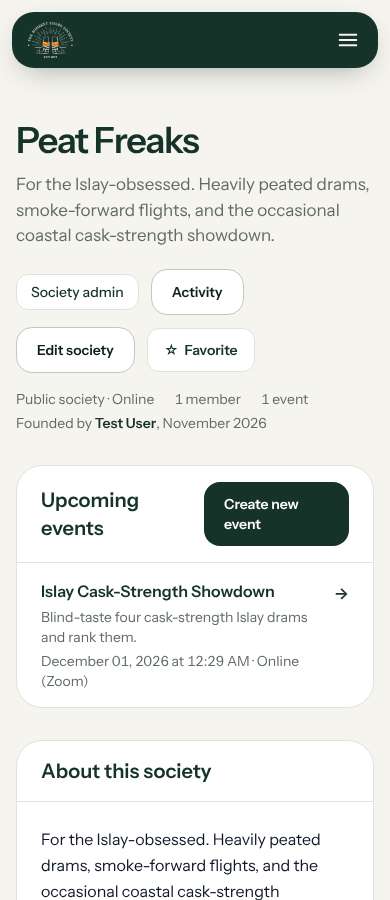 Peat Freaks
For the Islay-obsessed. Heavily peated drams,
smoke-forward flights, and the occasional
coastal cask-strength showdown.
Society admin
Activity
Edit society
☆ Favorite
Public society · Online 1 member 1 event
Founded by Test User, November 2026
Upcoming
events
Create new
event
Islay Cask-Strength Showdown →
Blind-taste four cask-strength Islay drams
and rank them.
December 01, 2026 at 12:29 AM · Online
(Zoom)
About this society
For the Islay-obsessed. Heavily peated
drams, smoke-forward flights, and the
occasional coastal cask-strength